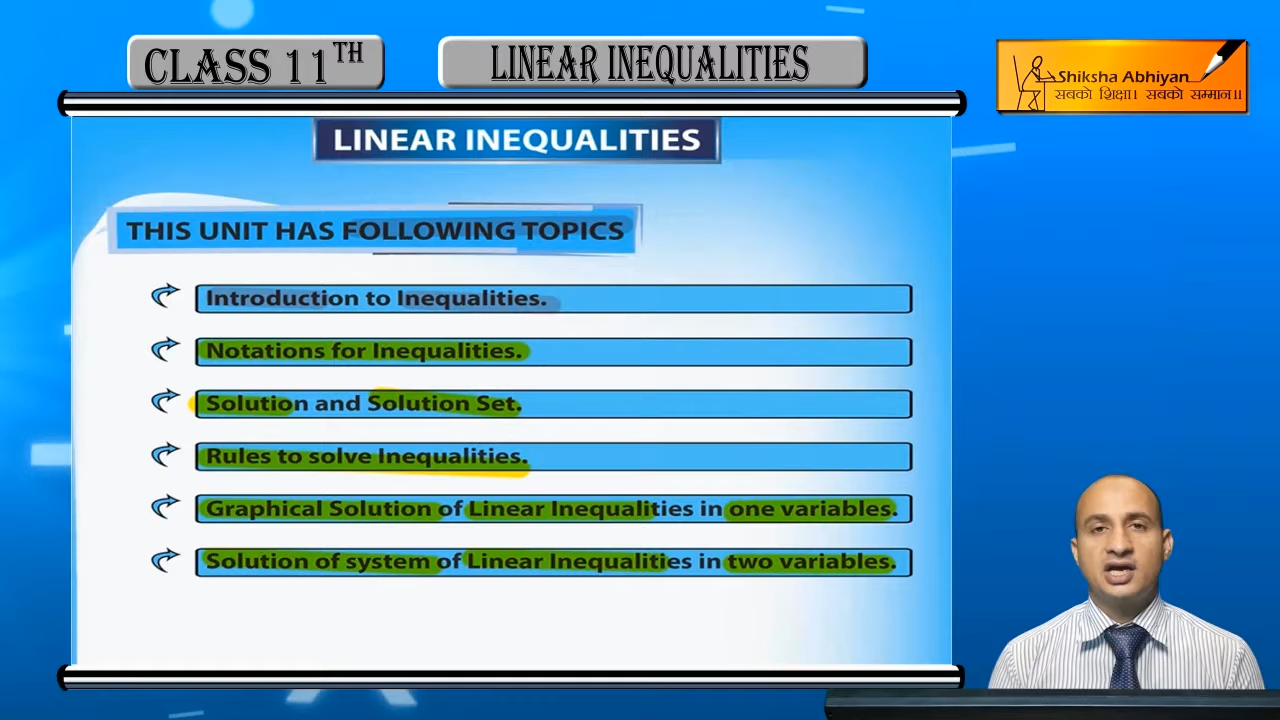 CLASS 11TH
LINEAR INEQUALITIES
Shiksha Abhiyan
सबको शिक्षा। सबको सम्मान॥
LINEAR INEQUALITIES
THIS UNIT HAS FOLLOWING TOPICS
Introduction to Inequalities.
Notations for Inequalities.
Solution and Solution Set.
Rules to solve Inequalities.
Graphical Solution of Linear Inequalities in one variables.
Solution of system of Linear Inequalities in two variables.